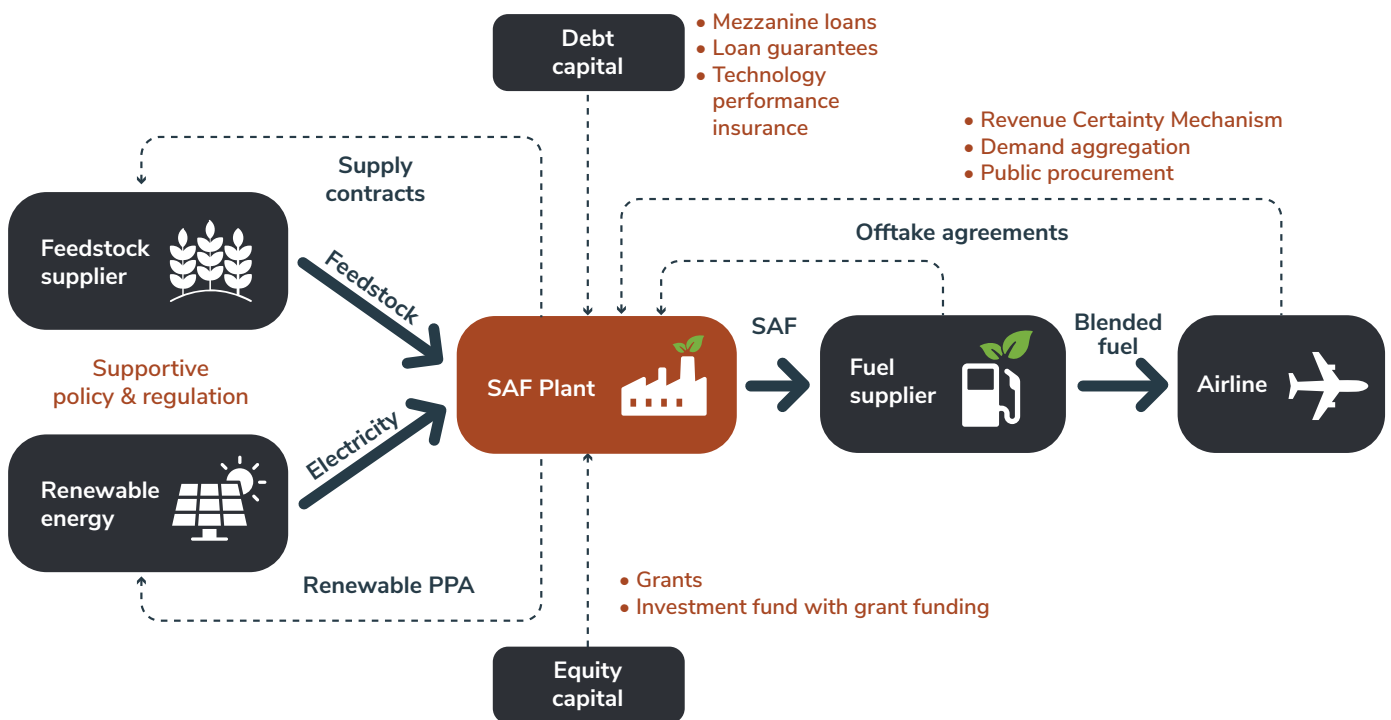 Debt
capital
• Mezzanine loans
• Loan guarantees
• Technology
performance
insurance
• Revenue Certainty Mechanism
• Demand aggregation
• Public procurement
Supply
contracts
Offtake agreements
Feedstock
supplier
Feedstock
Supportive
policy & regulation
SAF Plant
SAF
Fuel
supplier
Blended
fuel
Airline
Electricity
Renewable
energy
Renewable PPA
• Grants
• Investment fund with grant funding
Equity
capital